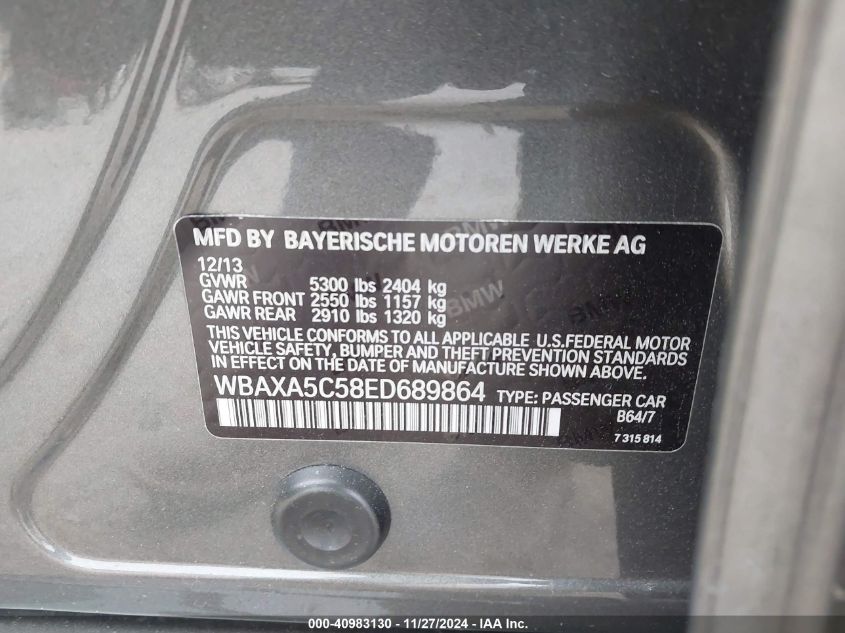 MFD BY BAYERISCHE MOTOREN WERKE AG
12/13
GVWR 5300 lbs 2404 kg
GAWR FRONT 2550 lbs 1157 kg
GAWR REAR 2910 lbs 1320 kg
THIS VEHICLE CONFORMS TO ALL APPLICABLE U.S.FEDERAL MOTOR
VEHICLE SAFETY, BUMPER AND THEFT PREVENTION STANDARDS
IN EFFECT ON THE DATE OF MANUFACTURE SHOWN ABOVE.
WBAXA5C58ED689864 TYPE: PASSENGER CAR
B64/7
7 315 814
BMW
BMW
000-40983130 - 11/27/2024 - IAA Inc.